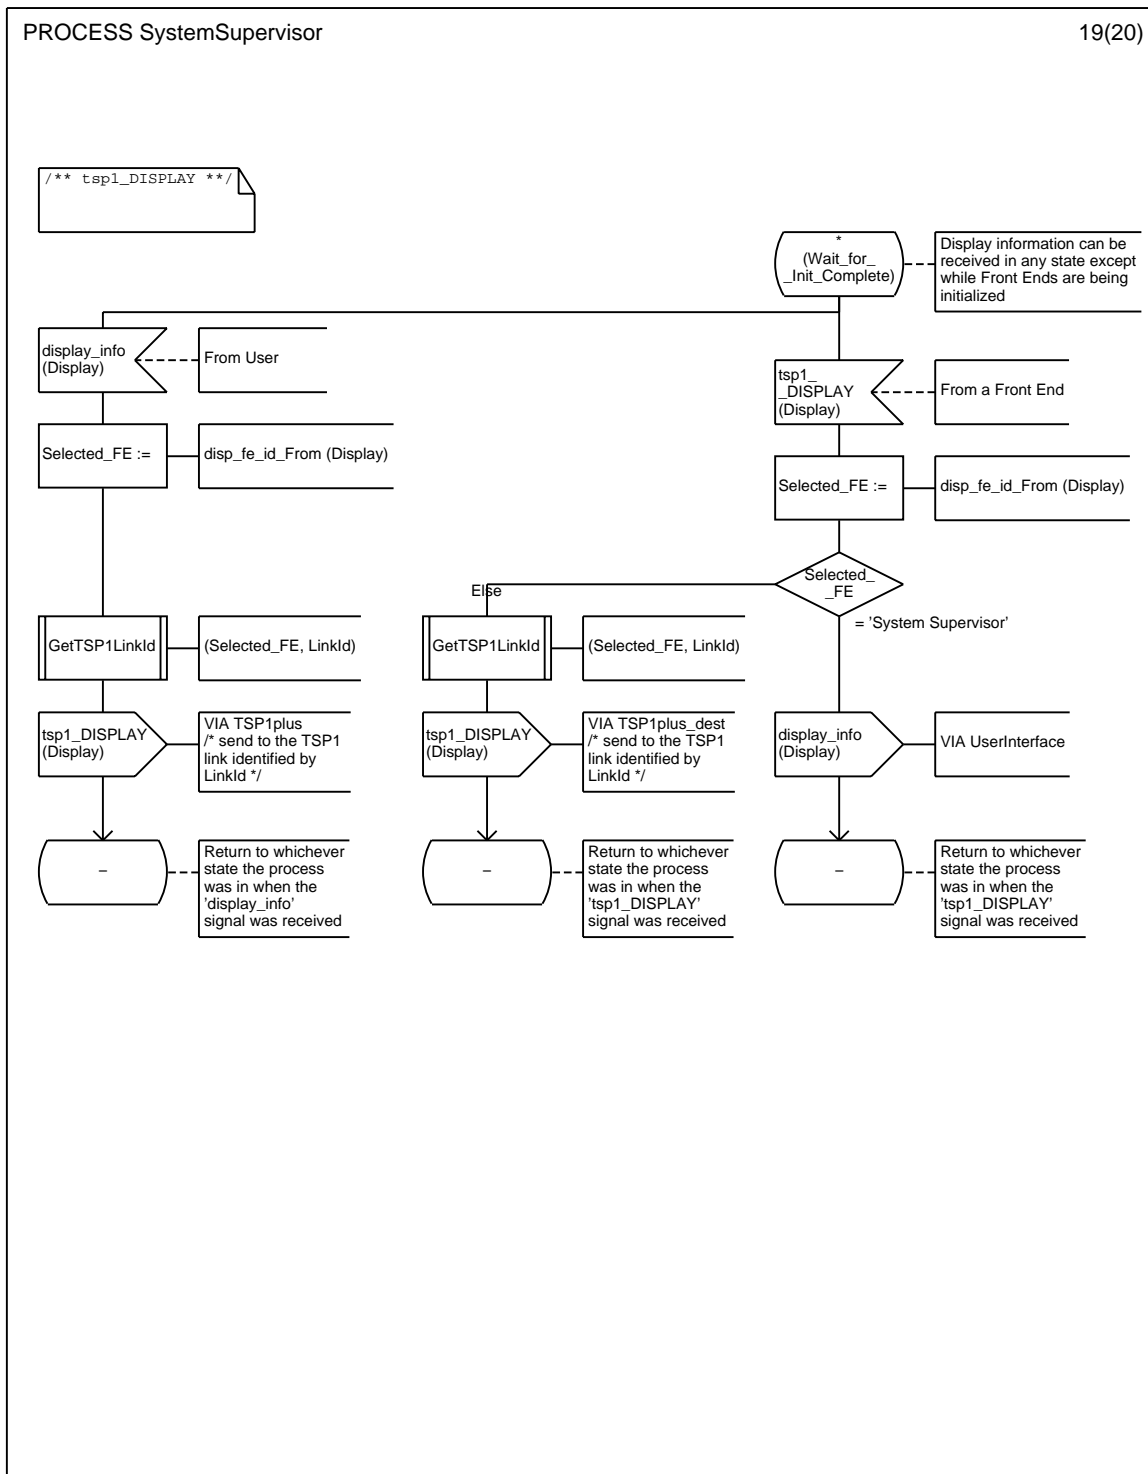 PROCESS SystemSupervisor
19(20)
/** tsp1_DISPLAY **/
*
(Wait_for_
_Init_Complete)
Display information can be
received in any state except
while Front Ends are being
initialized
display_info
(Display)
From User
tsp1_
_DISPLAY
(Display)
From a Front End
Selected_FE :=
disp_fe_id_From (Display)
Selected_FE :=
disp_fe_id_From (Display)
Selected_
_FE
Else
= 'System Supervisor'
GetTSP1LinkId
(Selected_FE, LinkId)
GetTSP1LinkId
(Selected_FE, LinkId)
tsp1_DISPLAY
(Display)
VIA TSP1plus
/* send to the TSP1
link identified by
LinkId */
tsp1_DISPLAY
(Display)
VIA TSP1plus_dest
/* send to the TSP1
link identified by
LinkId */
display_info
(Display)
VIA UserInterface
–
Return to whichever
state the process
was in when the
'display_info'
signal was received
–
Return to whichever
state the process
was in when the
'tsp1_DISPLAY'
signal was received
–
Return to whichever
state the process
was in when the
'tsp1_DISPLAY'
signal was received